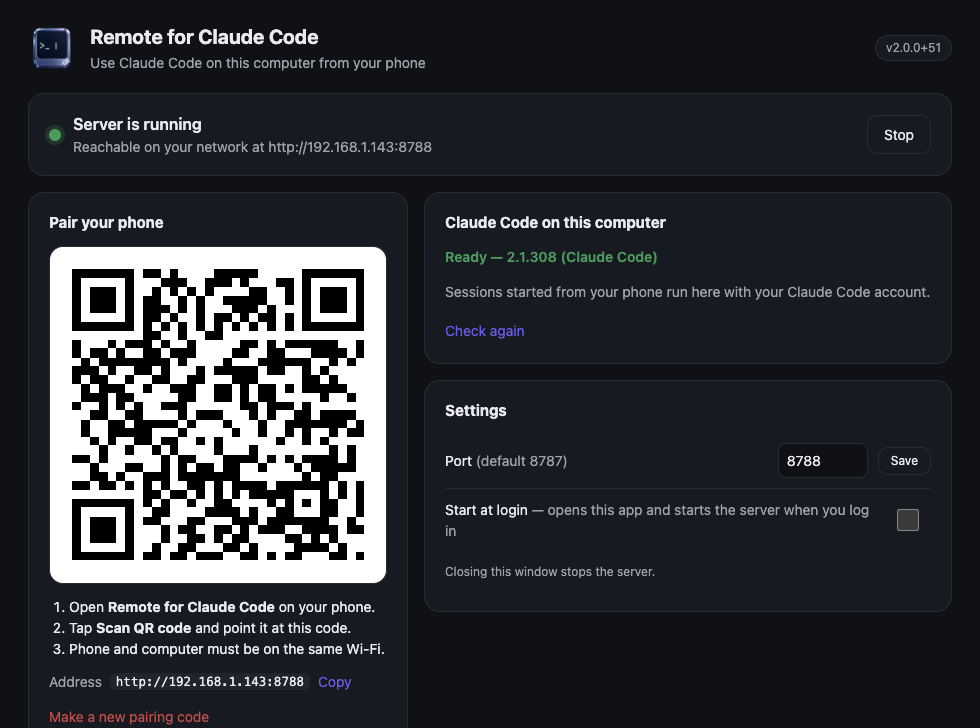 Remote for Claude Code
Use Claude Code on this computer from your phone
v2.0.0+51
Server is running
Reachable on your network at http://192.168.1.143:8788
Stop
Pair your phone
1. Open Remote for Claude Code on your phone.
2. Tap Scan QR code and point it at this code.
3. Phone and computer must be on the same Wi-Fi.
Address http://192.168.1.143:8788 Copy
Make a new pairing code
Claude Code on this computer
Ready — 2.1.308 (Claude Code)
Sessions started from your phone run here with your Claude Code account.
Check again
Settings
Port (default 8787) 8788 Save
Start at login — opens this app and starts the server when you log
in
Closing this window stops the server.